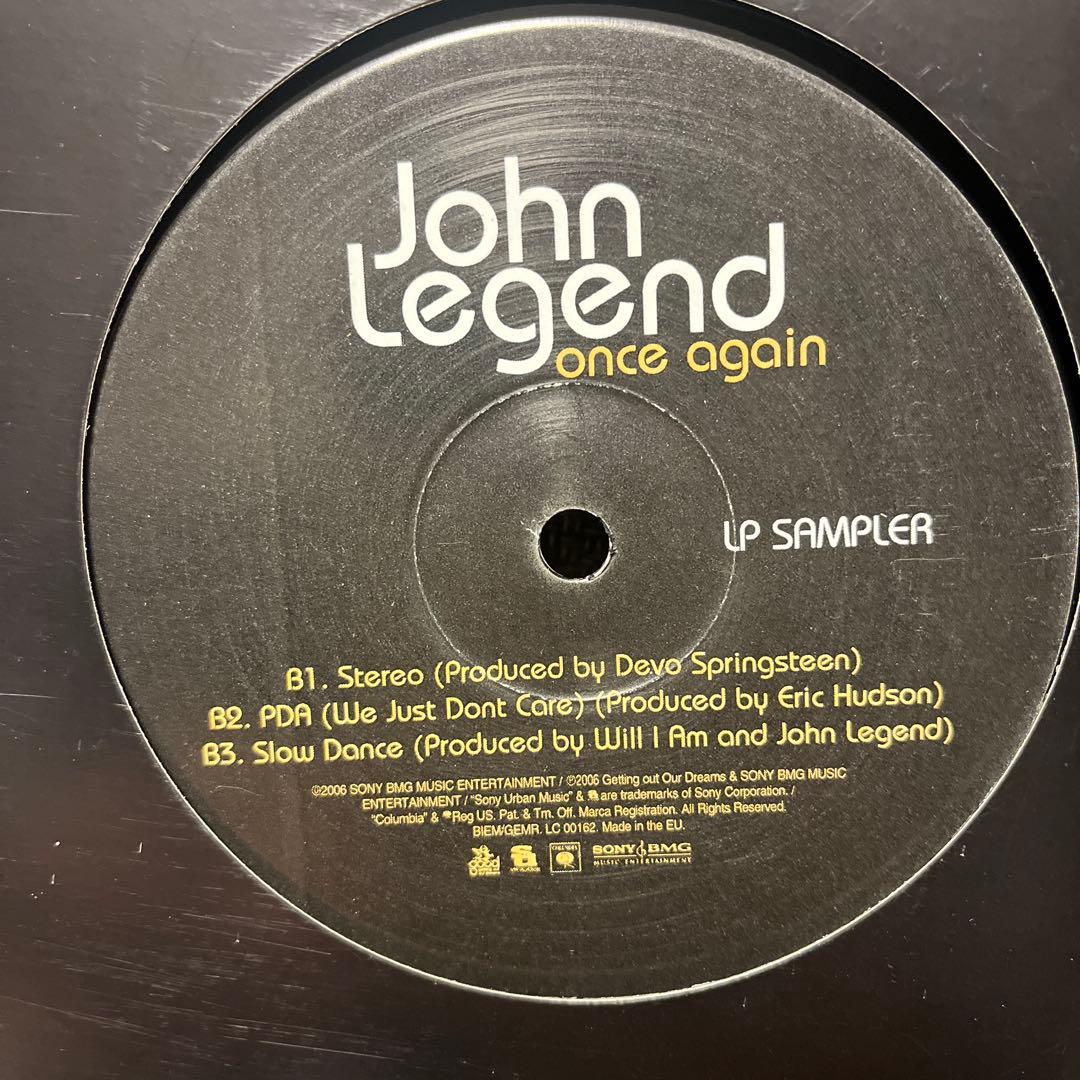 John
Legend
once again
LP SAMPLER
B1. Stereo (Produced by Devo Springsteen)
B2. PDA (We Just Dont Care) (Produced by Eric Hudson)
B3. Slow Dance (Produced by Will I Am and John Legend)
©2006 SONY BMG MUSIC ENTERTAINMENT / ℗2006 Getting out Our Dreams & SONY BMG MUSIC
ENTERTAINMENT / "Sony Urban Music" & are trademarks of Sony Corporation. /
"Columbia" & Reg US. Pat. & Tm. Off. Marca Registration. All Rights Reserved.
BIEM/GEMR. LC 00162. Made in the EU.
good COLUMBIA SONY BMG
MUSIC ENTERTAINMENT